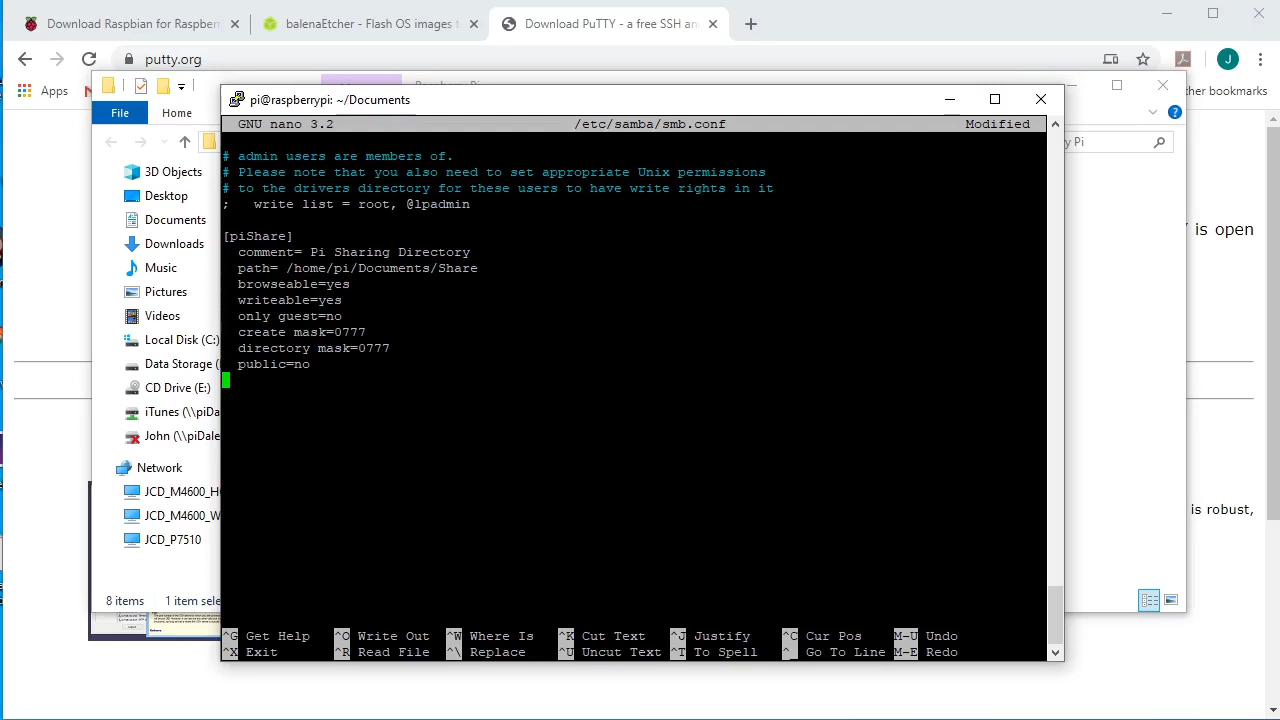 Download Raspbian for Raspberr
balenaEtcher - Flash OS images t
Download PuTTY - a free SSH an
putty.org
J
Apps
her bookmarks
File
Home
y Pi
pi@raspberrypi: ~/Documents
GNU nano 3.2 /etc/samba/smb.conf Modified
# admin users are members of.
# Please note that you also need to set appropriate Unix permissions
# to the drivers directory for these users to have write rights in it
; write list = root, @lpadmin
[piShare]
comment= Pi Sharing Directory
path= /home/pi/Documents/Share
browseable=yes
writeable=yes
only guest=no
create mask=0777
directory mask=0777
public=no
^G Get Help ^O Write Out ^W Where Is ^K Cut Text ^J Justify ^C Cur Pos M-U Undo
^X Exit ^R Read File ^\ Replace ^U Uncut Text ^T To Spell ^_ Go To Line M-E Redo
3D Objects
Desktop
Documents
Downloads
Music
Pictures
Videos
Local Disk (C:)
Data Storage (
CD Drive (E:)
iTunes (\\piDa
John (\\piDale
Network
JCD_M4600_H
JCD_M4600_W
JCD_P7510
8 items 1 item sele
is open
is robust,